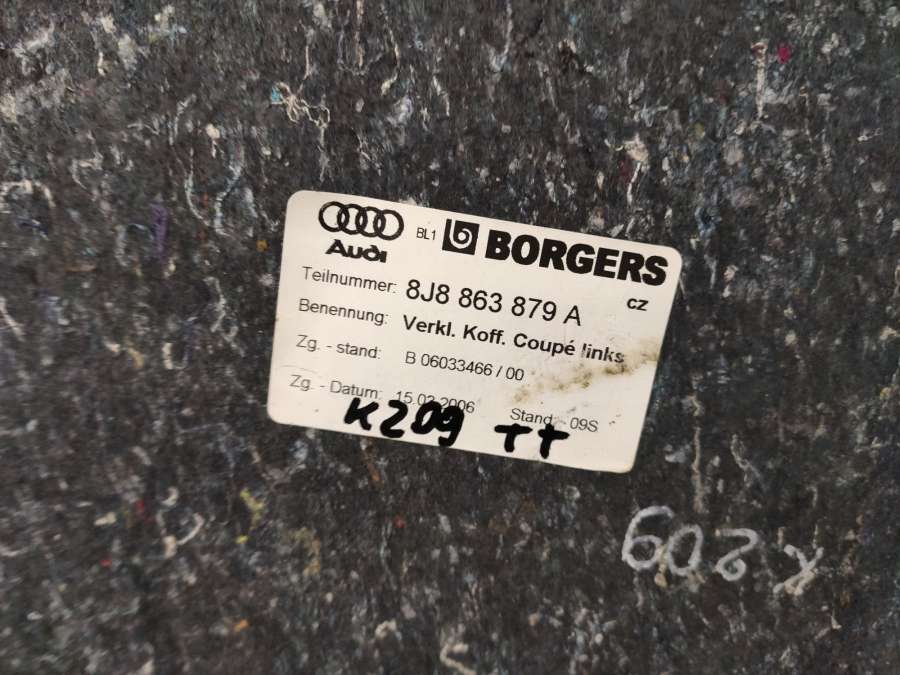 Audi BL1 BORGERS
CZ
Teilnummer: 8J8 863 879 A
Benennung: Verkl. Koff. Coupé links
Zg. - stand: B 06033466 / 00
Zg. - Datum: 15.02.2006 Stand: 09S
K209 TT
K209